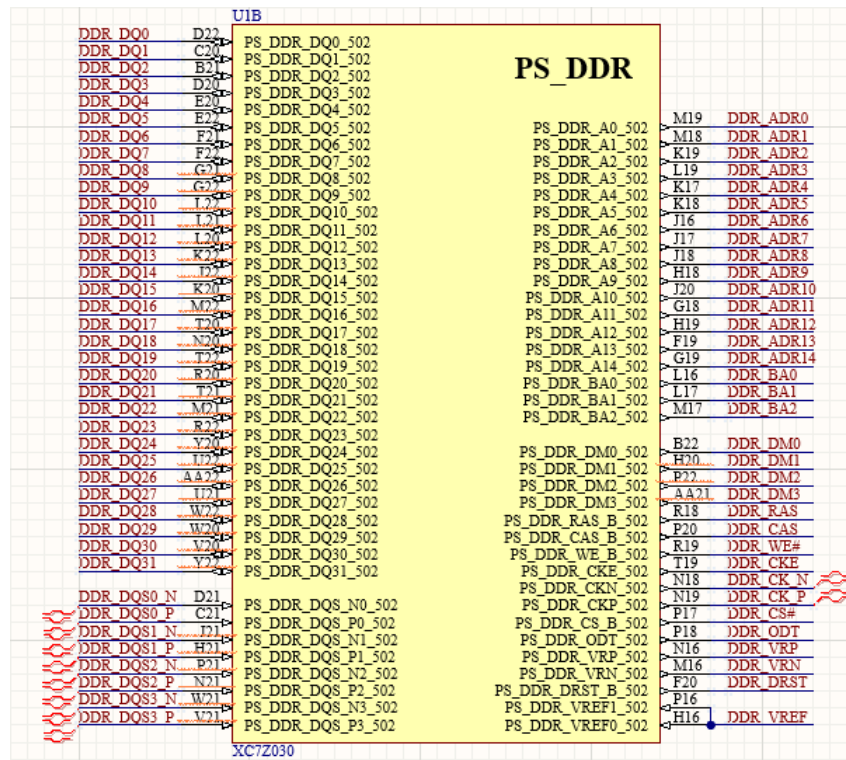 U1B
PS_DDR
DDR_DQ0 D22 PS_DDR_DQ0_502
DDR_DQ1 C20 PS_DDR_DQ1_502
DDR_DQ2 B21 PS_DDR_DQ2_502
DDR_DQ3 D20 PS_DDR_DQ3_502
DDR_DQ4 E20 PS_DDR_DQ4_502
DDR_DQ5 E22 PS_DDR_DQ5_502
DDR_DQ6 F21 PS_DDR_DQ6_502
DDR_DQ7 F22 PS_DDR_DQ7_502
DDR_DQ8 G21 PS_DDR_DQ8_502
DDR_DQ9 G22 PS_DDR_DQ9_502
DDR_DQ10 L22 PS_DDR_DQ10_502
DDR_DQ11 L21 PS_DDR_DQ11_502
DDR_DQ12 L20 PS_DDR_DQ12_502
DDR_DQ13 K22 PS_DDR_DQ13_502
DDR_DQ14 J22 PS_DDR_DQ14_502
DDR_DQ15 K20 PS_DDR_DQ15_502
DDR_DQ16 M22 PS_DDR_DQ16_502
DDR_DQ17 T20 PS_DDR_DQ17_502
DDR_DQ18 N20 PS_DDR_DQ18_502
DDR_DQ19 T22 PS_DDR_DQ19_502
DDR_DQ20 R20 PS_DDR_DQ20_502
DDR_DQ21 T21 PS_DDR_DQ21_502
DDR_DQ22 M21 PS_DDR_DQ22_502
DDR_DQ23 R22 PS_DDR_DQ23_502
DDR_DQ24 Y20 PS_DDR_DQ24_502
DDR_DQ25 U22 PS_DDR_DQ25_502
DDR_DQ26 AA22 PS_DDR_DQ26_502
DDR_DQ27 U21 PS_DDR_DQ27_502
DDR_DQ28 W22 PS_DDR_DQ28_502
DDR_DQ29 W20 PS_DDR_DQ29_502
DDR_DQ30 V20 PS_DDR_DQ30_502
DDR_DQ31 Y22 PS_DDR_DQ31_502
DDR_DQS0_N D21 PS_DDR_DQS_N0_502
DDR_DQS0_P C21 PS_DDR_DQS_P0_502
DDR_DQS1_N J21 PS_DDR_DQS_N1_502
DDR_DQS1_P H21 PS_DDR_DQS_P1_502
DDR_DQS2_N P21 PS_DDR_DQS_N2_502
DDR_DQS2_P N21 PS_DDR_DQS_P2_502
DDR_DQS3_N W21 PS_DDR_DQS_N3_502
DDR_DQS3_P V21 PS_DDR_DQS_P3_502
PS_DDR_A0_502 M19 DDR_ADR0
PS_DDR_A1_502 M18 DDR_ADR1
PS_DDR_A2_502 K19 DDR_ADR2
PS_DDR_A3_502 L19 DDR_ADR3
PS_DDR_A4_502 K17 DDR_ADR4
PS_DDR_A5_502 K18 DDR_ADR5
PS_DDR_A6_502 J16 DDR_ADR6
PS_DDR_A7_502 J17 DDR_ADR7
PS_DDR_A8_502 J18 DDR_ADR8
PS_DDR_A9_502 H18 DDR_ADR9
PS_DDR_A10_502 J20 DDR_ADR10
PS_DDR_A11_502 G18 DDR_ADR11
PS_DDR_A12_502 H19 DDR_ADR12
PS_DDR_A13_502 F19 DDR_ADR13
PS_DDR_A14_502 G19 DDR_ADR14
PS_DDR_BA0_502 L16 DDR_BA0
PS_DDR_BA1_502 L17 DDR_BA1
PS_DDR_BA2_502 M17 DDR_BA2
PS_DDR_DM0_502 B22 DDR_DM0
PS_DDR_DM1_502 H20 DDR_DM1
PS_DDR_DM2_502 P22 DDR_DM2
PS_DDR_DM3_502 AA21 DDR_DM3
PS_DDR_RAS_B_502 R18 DDR_RAS
PS_DDR_CAS_B_502 P20 DDR_CAS
PS_DDR_WE_B_502 R19 DDR_WE#
PS_DDR_CKE_502 T19 DDR_CKE
PS_DDR_CKN_502 N18 DDR_CK_N
PS_DDR_CKP_502 N19 DDR_CK_P
PS_DDR_CS_B_502 P17 DDR_CS#
PS_DDR_ODT_502 P18 DDR_ODT
PS_DDR_VRP_502 N16 DDR_VRP
PS_DDR_VRN_502 M16 DDR_VRN
PS_DDR_DRST_B_502 F20 DDR_DRST
PS_DDR_VREF1_502 P16
PS_DDR_VREF0_502 H16 DDR_VREF
XC7Z030